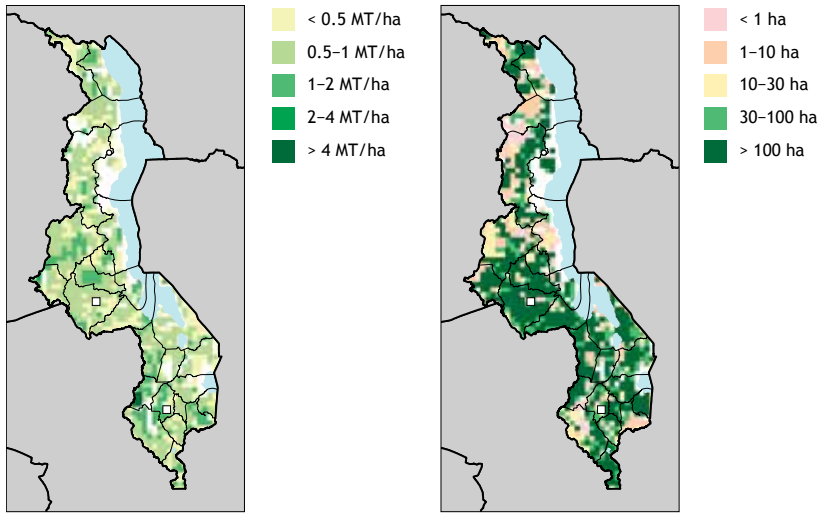 < 0.5 MT/ha
0.5–1 MT/ha
1–2 MT/ha
2–4 MT/ha
> 4 MT/ha
< 1 ha
1–10 ha
10–30 ha
30–100 ha
> 100 ha